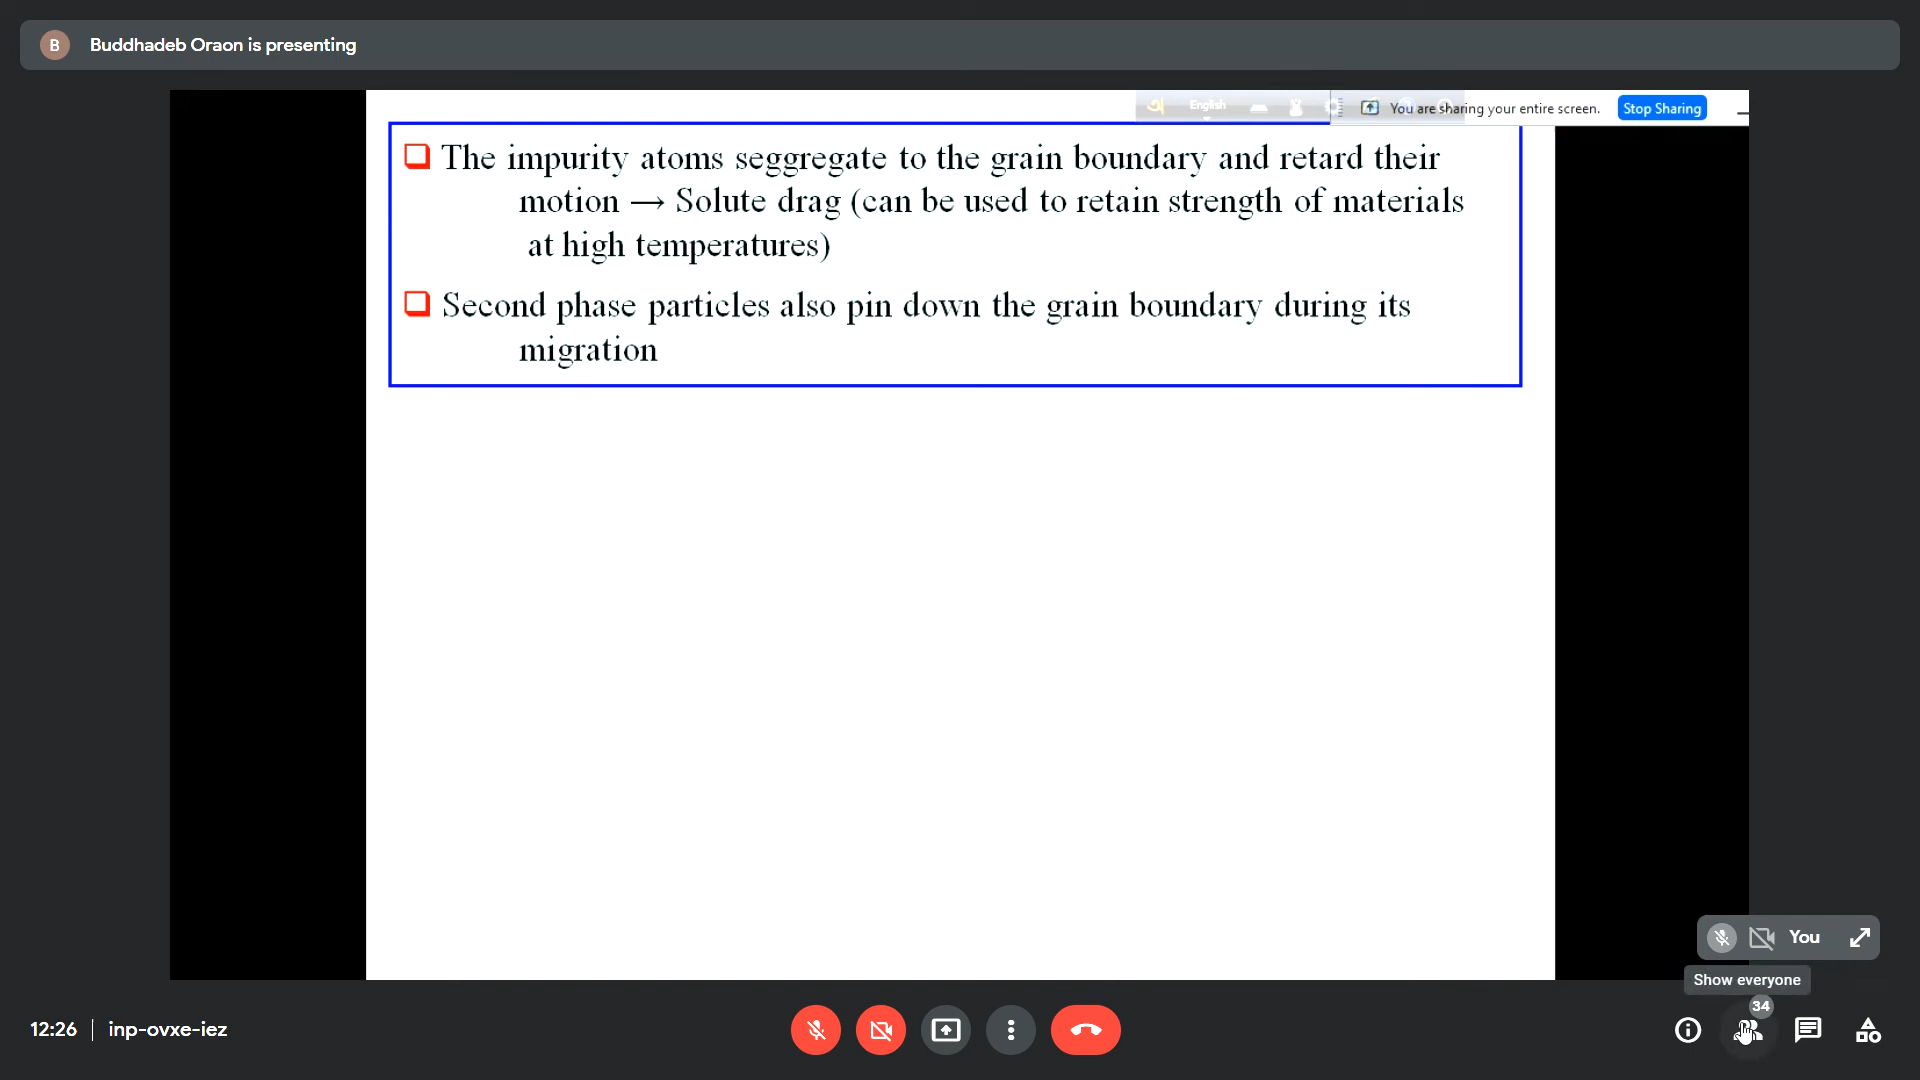 B
Buddhadeb Oraon is presenting
English
You are sharing your entire screen.
Stop Sharing
The impurity atoms seggregate to the grain boundary and retard their
motion → Solute drag (can be used to retain strength of materials
at high temperatures)
Second phase particles also pin down the grain boundary during its
migration
You
Show everyone
34
12:26
inp-ovxe-iez